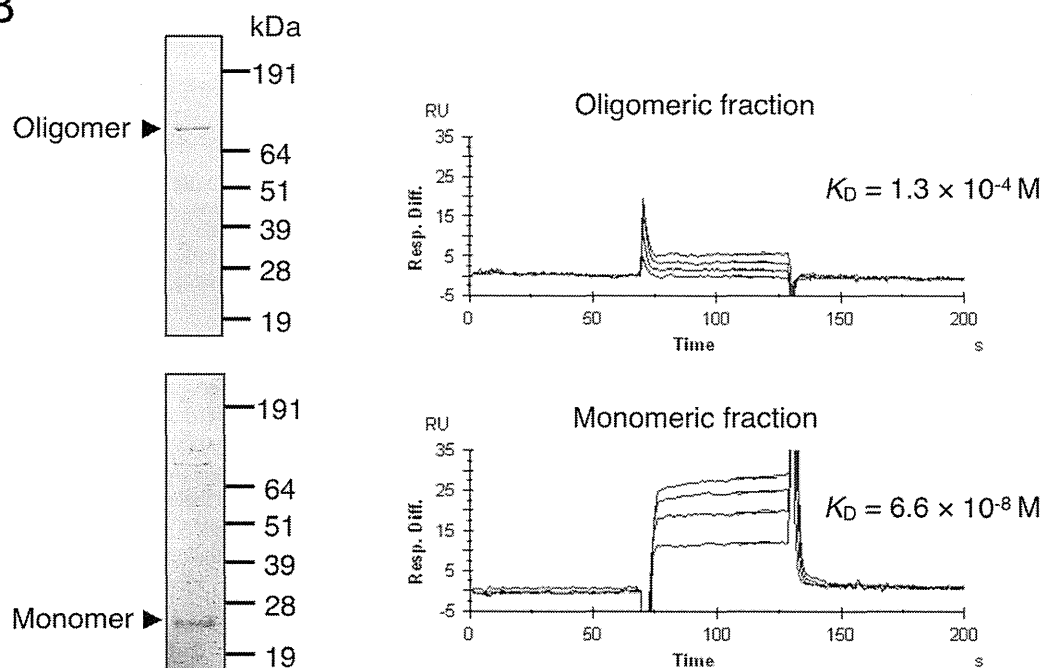 B
kDa
191
Oligomer
64
51
39
28
19
RU
Oligomeric fraction
35
25
15
5
-5
Resp. Diff.
K_D = 1.3 × 10⁻⁴ M
0
50
100
150
200
Time
s
191
64
51
39
28
Monomer
19
RU
Monomeric fraction
35
25
15
5
-5
Resp. Diff.
K_D = 6.6 × 10⁻⁸ M
0
50
100
150
200
Time
s